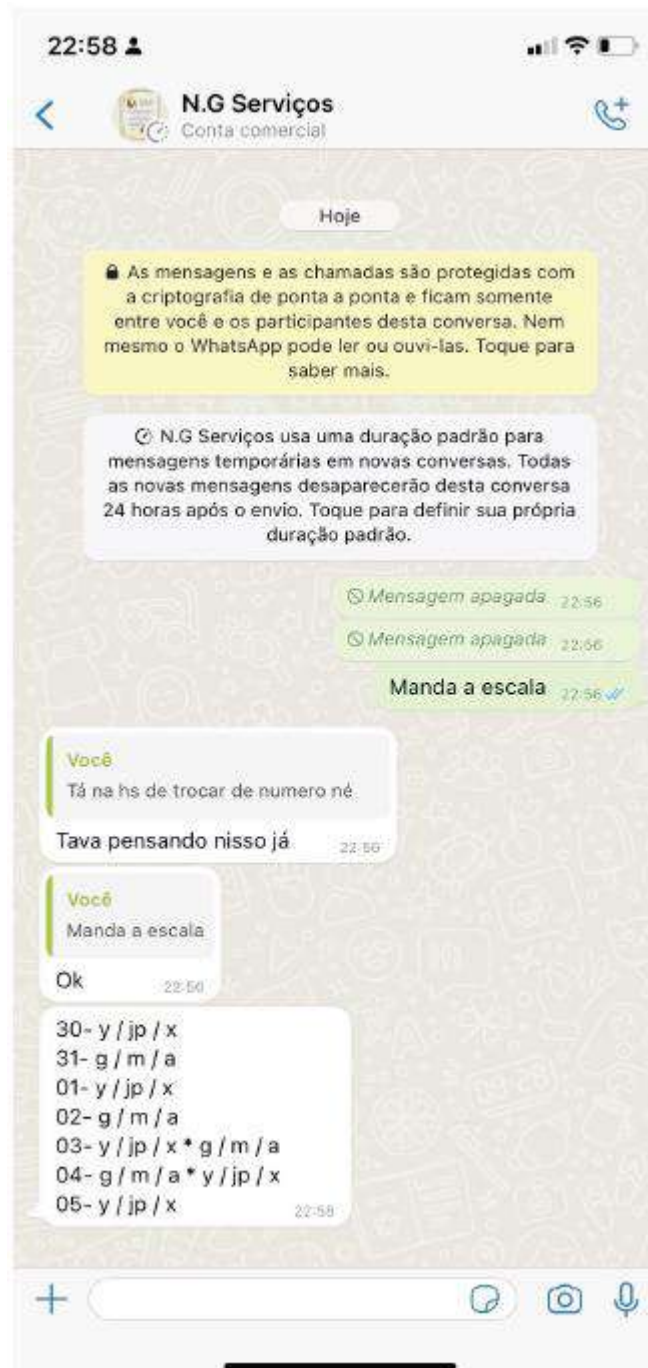 22:58
N.G Serviços
Conta comercial
Hoje
As mensagens e as chamadas são protegidas com
a criptografia de ponta a ponta e ficam somente
entre você e os participantes desta conversa. Nem
mesmo o WhatsApp pode ler ou ouvi-las. Toque para
saber mais.
N.G Serviços usa uma duração padrão para
mensagens temporárias em novas conversas. Todas
as novas mensagens desaparecerão desta conversa
24 horas após o envio. Toque para definir sua própria
duração padrão.
Mensagem apagada 22:56
Mensagem apagada 22:56
Manda a escala 22:56
Você
Tá na hs de trocar de numero né
Tava pensando nisso já 22:56
Você
Manda a escala
Ok 22:56
30- y / jp / x
31- g / m / a
01- y / jp / x
02- g / m / a
03- y / jp / x * g / m / a
04- g / m / a * y / jp / x
05- y / jp / x 22:58